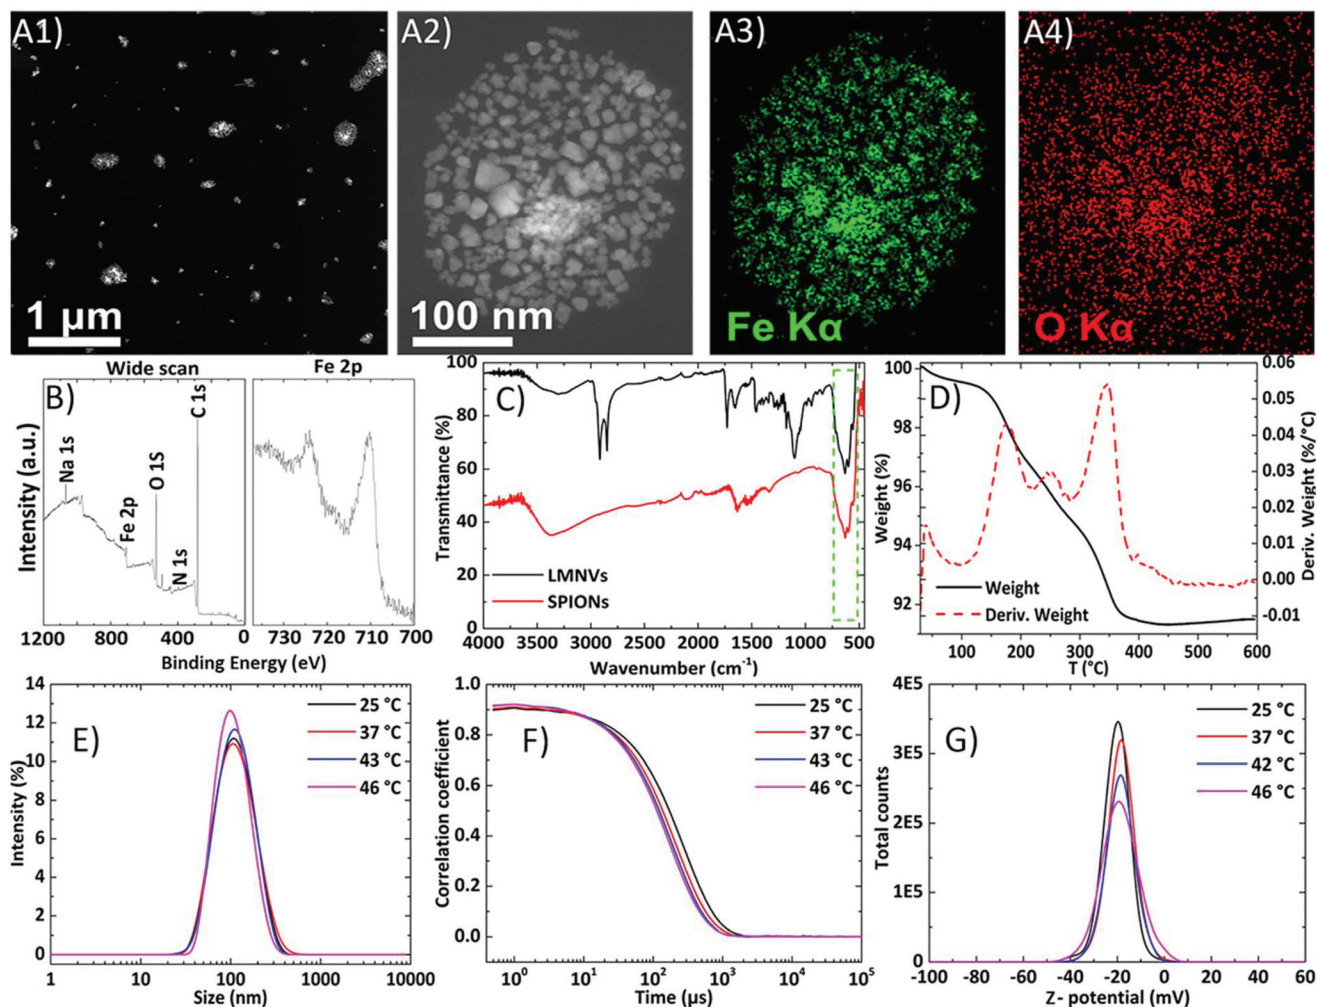 A1)
1 µm
A2)
100 nm
A3)
Fe Kα
A4)
O Kα
B)
Wide scan
Fe 2p
Na 1s
Fe 2p
O 1S
N 1s
C 1s
Intensity (a.u.)
1200 800 400 0
730 720 710 700
Binding Energy (eV)
C)
100
80
60
40
20
0
Transmittance (%)
LMNVs
SPIONs
4000 3500 3000 2500 2000 1500 1000 500
Wavenumber (cm⁻¹)
D)
100
98
96
94
92
Weight (%)
0.06
0.05
0.04
0.03
0.02
0.01
0.00
-0.01
Deriv. Weight (%/°C)
Weight
Deriv. Weight
100 200 300 400 500 600
T (°C)
E)
14
12
10
8
6
4
2
0
Intensity (%)
25 °C
37 °C
43 °C
46 °C
1 10 100 1000 10000
Size (nm)
F)
1.0
0.8
0.6
0.4
0.2
0.0
Correlation coefficient
25 °C
37 °C
43 °C
46 °C
10⁰ 10¹ 10² 10³ 10⁴ 10⁵
Time (µs)
G)
4E5
3E5
2E5
1E5
0
Total counts
25 °C
37 °C
42 °C
46 °C
-100 -80 -60 -40 -20 0 20 40 60
Z- potential (mV)